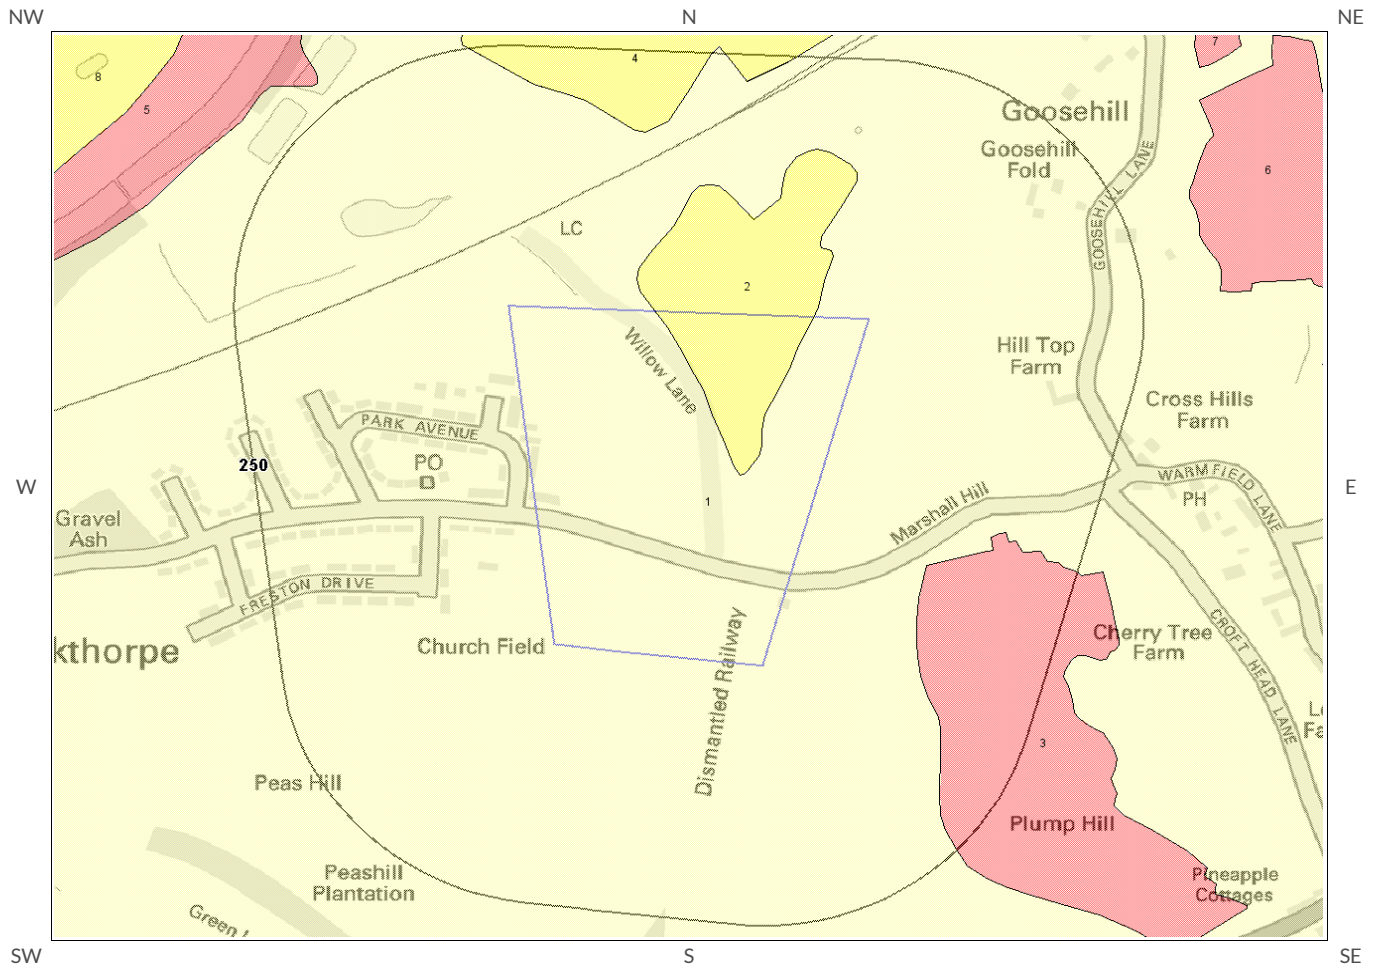 NW
N
NE
8
5
4
7
6
Goosehill
Goosehill
Fold
GOOSEHILL LANE
LC
2
Willow Lane
Hill Top
Farm
Cross Hills
Farm
PARK AVENUE
PO
250
W
E
1
Marshall Hill
WARMFIELD LANE
PH
Gravel
Ash
FRESTON DRIVE
kthorpe
Church Field
Dismantled Railway
Cherry Tree
Farm
CROFT HEAD LANE
3
Peas Hill
Plump Hill
Peashill
Plantation
Pineapple
Cottages
SW
S
SE